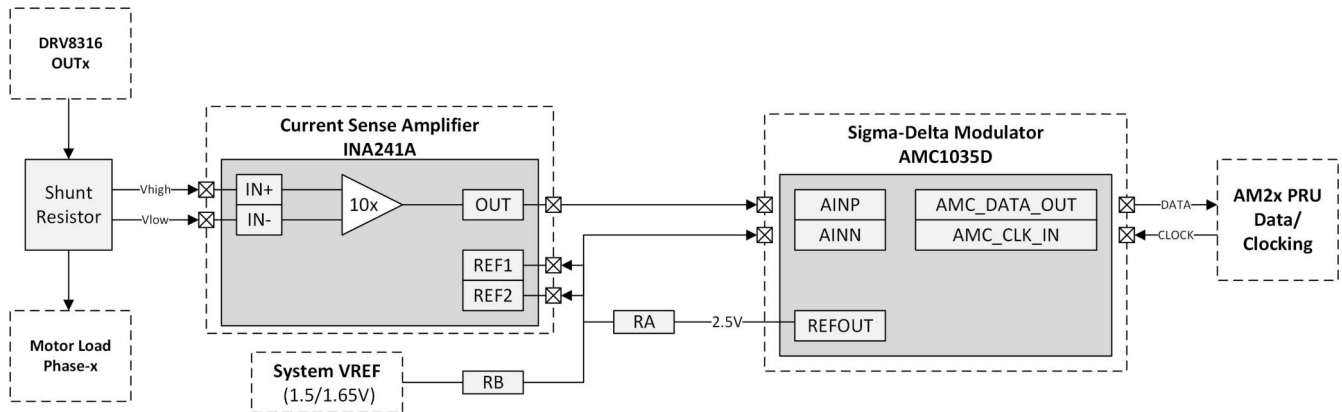 DRV8316
OUTx
Shunt
Resistor
Motor Load
Phase-x
Vhigh
Vlow
Current Sense Amplifier
INA241A
IN+
IN-
10x
OUT
REF1
REF2
System VREF
(1.5/1.65V)
RB
RA
2.5V
Sigma-Delta Modulator
AMC1035D
AINP
AINN
AMC_DATA_OUT
AMC_CLK_IN
REFOUT
DATA
CLOCK
AM2x PRU
Data/
Clocking